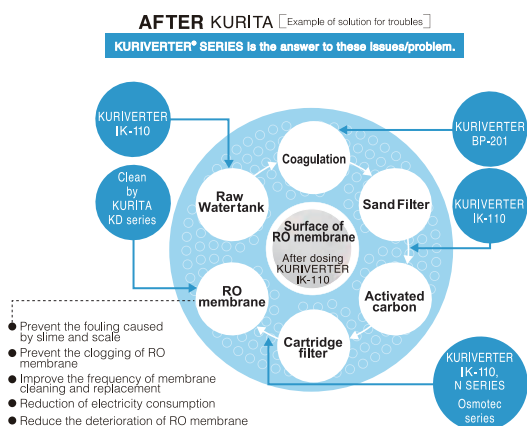 AFTER KURITA [Example of solution for troubles]
KURIVERTER® SERIES is the answer to these issues/problem.
KURIVERTER
IK-110
KURIVERTER
BP-201
Coagulation
Clean
by
KURITA
KD series
Raw
Water tank
Sand Filter
KURIVERTER
IK-110
Surface of
RO membrane
After dosing
KURIVERTER
IK-110
RO
membrane
Activated
carbon
Cartridge
filter
KURIVERTER
IK-110,
N SERIES
Osmotec
series
● Prevent the fouling caused
by slime and scale
● Prevent the clogging of RO
membrane
● Improve the frequency of membrane
cleaning and replacement
● Reduction of electricity consumption
● Reduce the deterioration of RO membrane